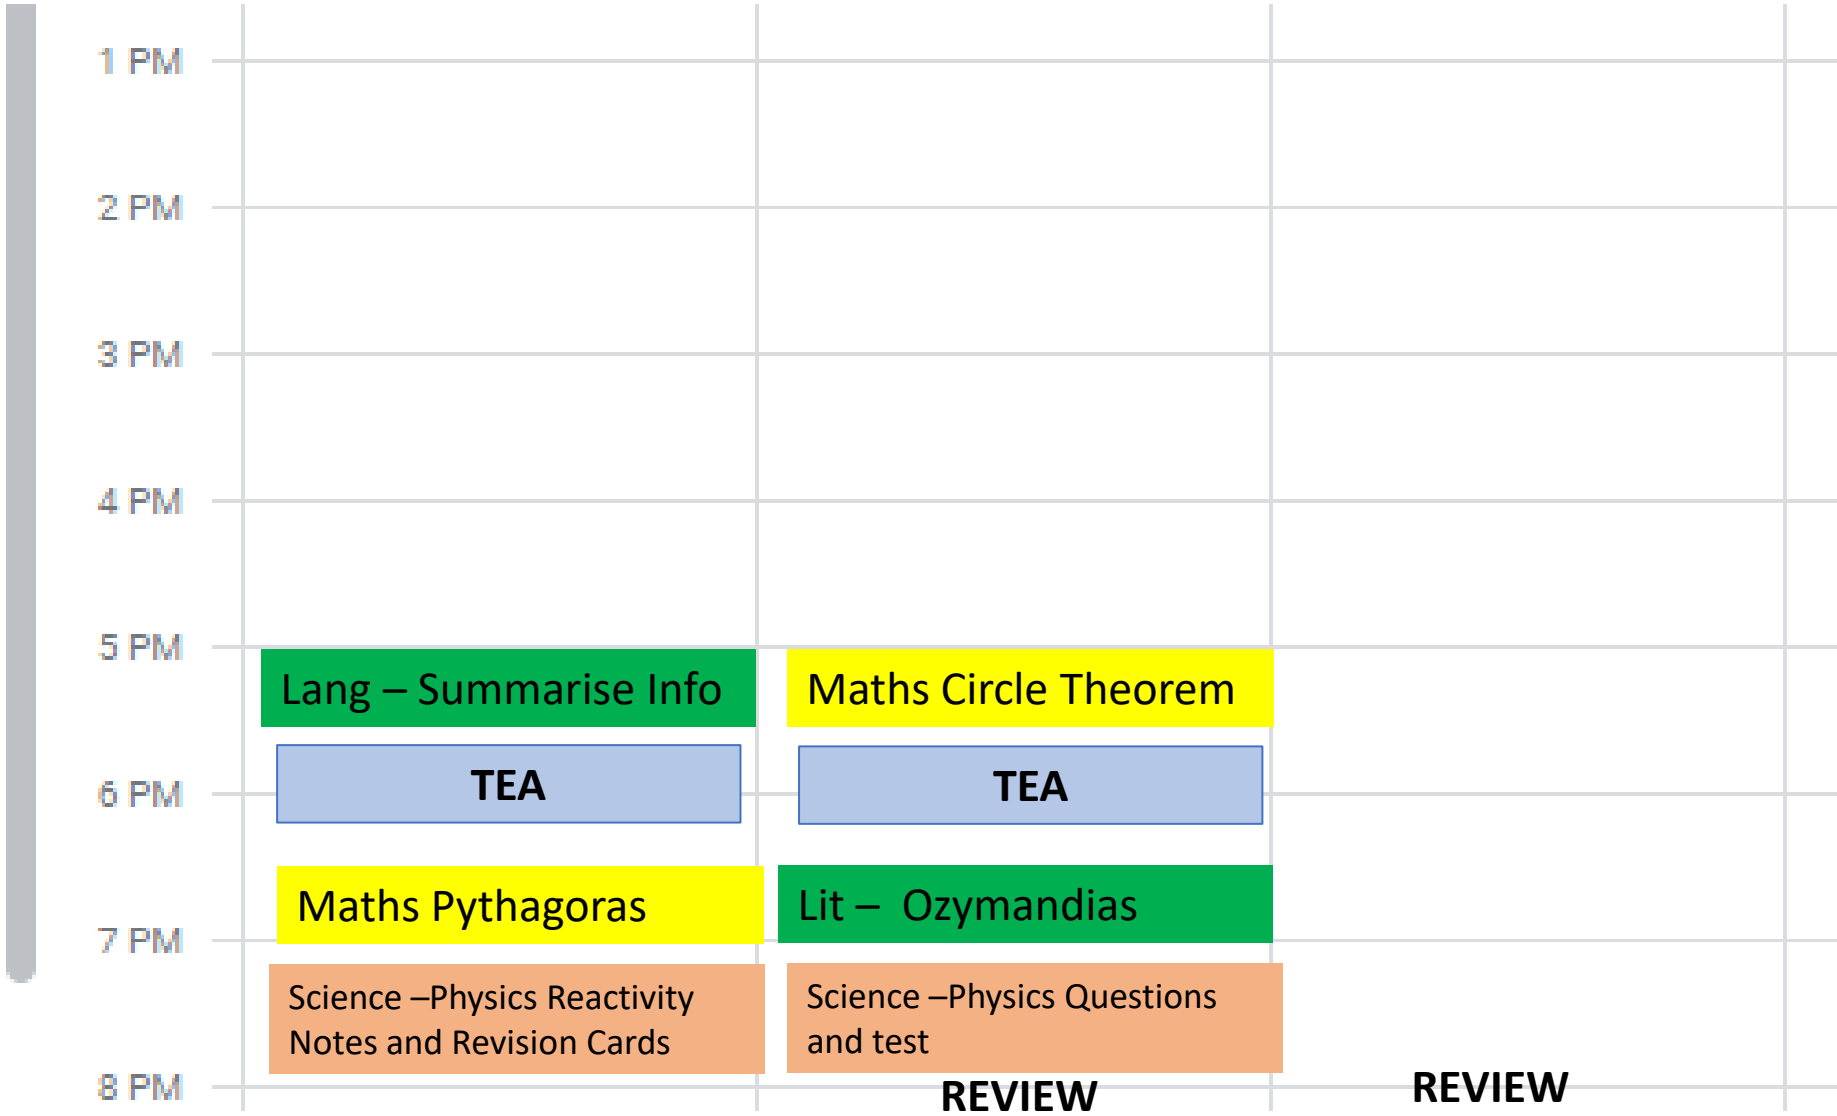 1 PM
2 PM
3 PM
4 PM
5 PM
Lang – Summarise Info
Maths Circle Theorem
TEA
TEA
6 PM
Maths Pythagoras
Lit – Ozymandias
7 PM
Science –Physics Reactivity
Notes and Revision Cards
Science –Physics Questions
and test
8 PM
REVIEW
REVIEW